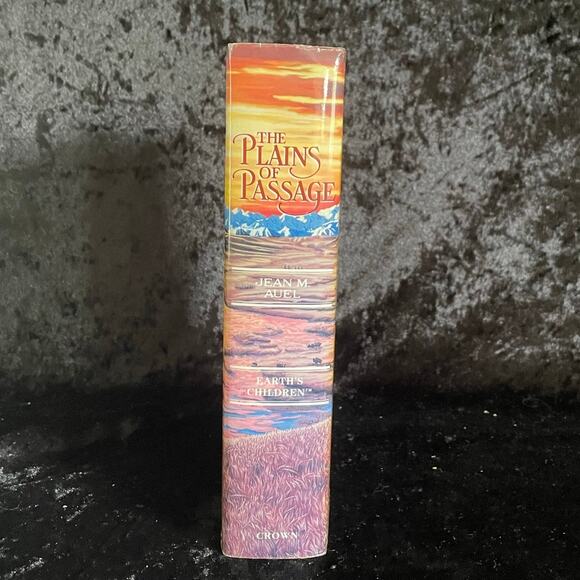 THE
PLAINS
OF
PASSAGE
JEAN M.
AUEL
EARTH'S
CHILDREN™
CROWN